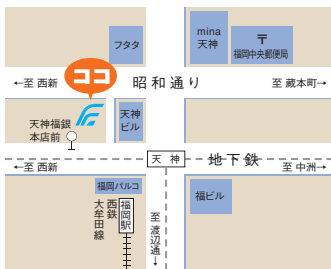 フタタ
mina
天神
〒
福岡中央郵便局
←至 西新
ココ
昭和通り
至 蔵本町→
天神福銀
本店前
天神
ビル
←至 西新
天神
地下鉄
至 中洲→
福岡パルコ
西鉄
大牟田線
福岡駅
至 渡辺通→
福ビル